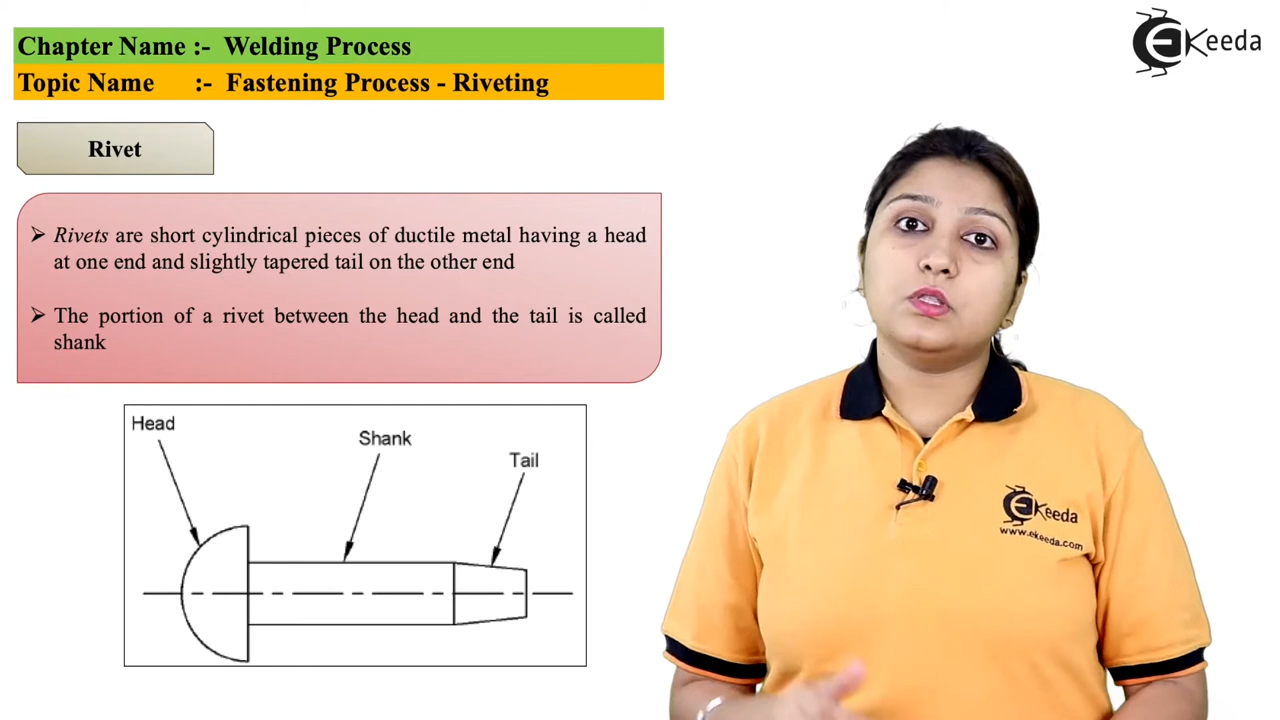 Chapter Name :- Welding Process
Topic Name :- Fastening Process - Riveting
EKeeda
Rivet
➢ Rivets are short cylindrical pieces of ductile metal having a head
at one end and slightly tapered tail on the other end
➢ The portion of a rivet between the head and the tail is called
shank
Head
Shank
Tail
EKeeda
www.ekeeda.com